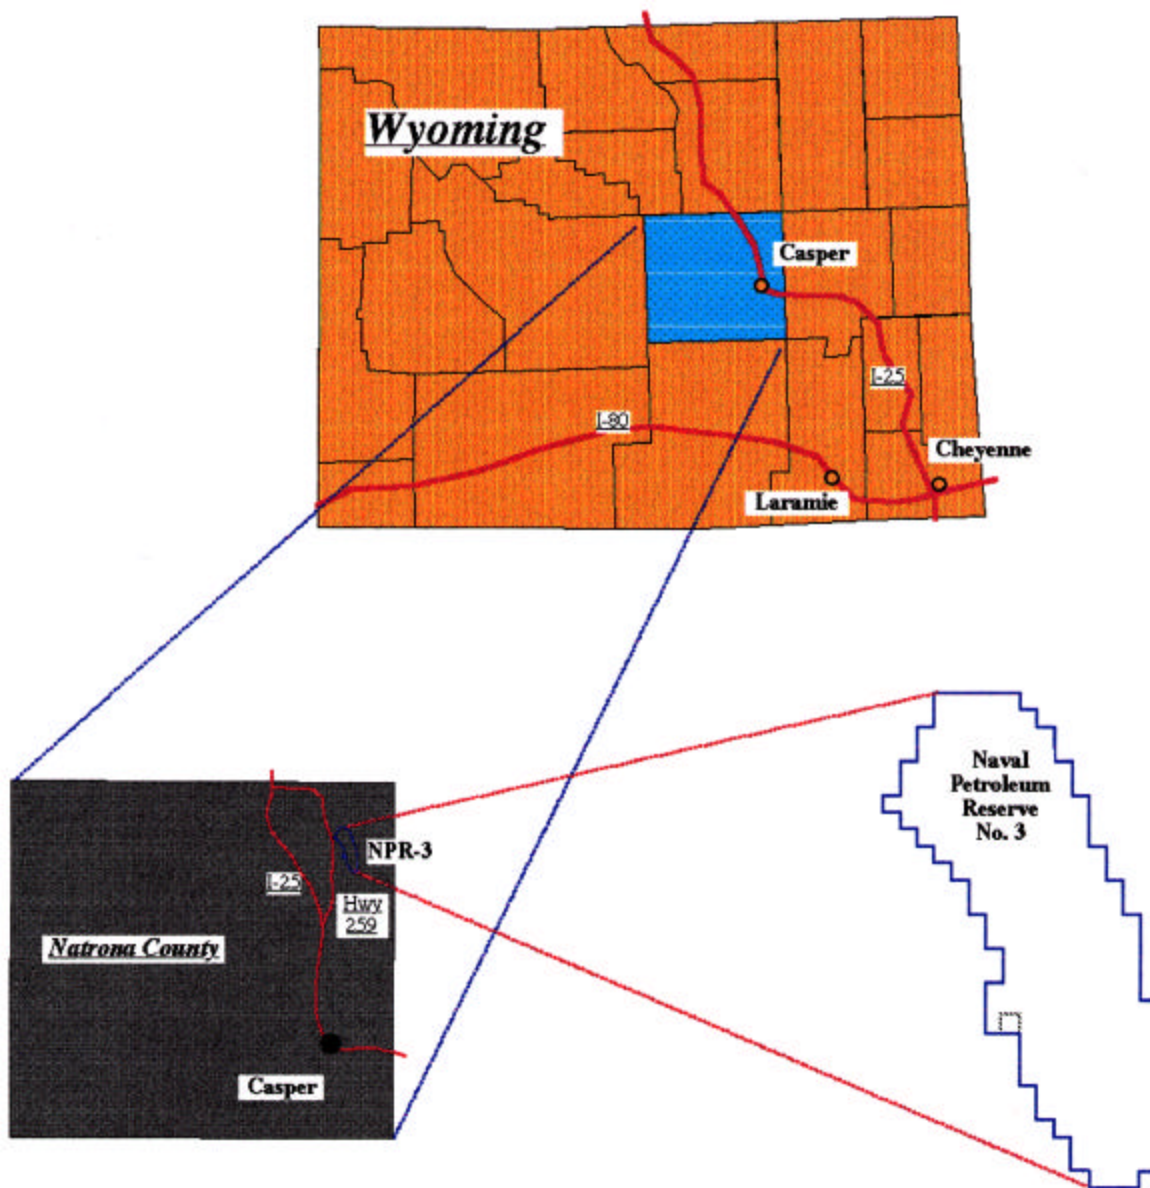 Wyoming
Casper
I-25
I-80
Cheyenne
Laramie
Naval
Petroleum
Reserve
No. 3
NPR-3
I-25
Hwy
259
Natrona County
Casper